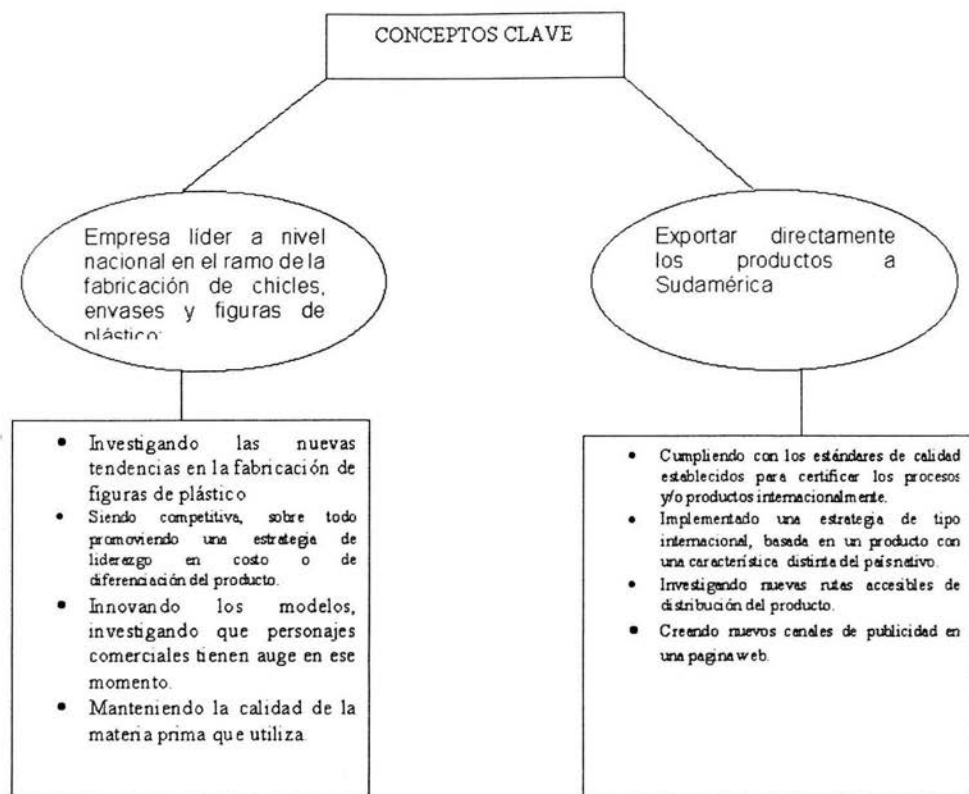 CONCEPTOS CLAVE
Empresa líder a nivel
nacional en el ramo de la
fabricación de chicles,
envases y figuras de
plástico:
Exportar directamente
los productos a
Sudamérica
• Investigando las nuevas
tendencias en la fabricación de
figuras de plástico
• Siendo competitiva, sobre todo
promoviendo una estrategia de
liderazgo en costo o de
diferenciación del producto.
• Innovando los modelos,
investigando que personajes
comerciales tienen auge en ese
momento.
• Manteniendo la calidad de la
materia prima que utiliza.
• Cumpliendo con los estándares de calidad
establecidos para certificar los procesos
y/o productos internacionalmente.
• Implementado una estrategia de tipo
internacional, basada en un producto con
una característica distinta del país nativo.
• Investigando nuevas rutas accesibles de
distribución del producto.
• Creando nuevos canales de publicidad en
una pagina web.